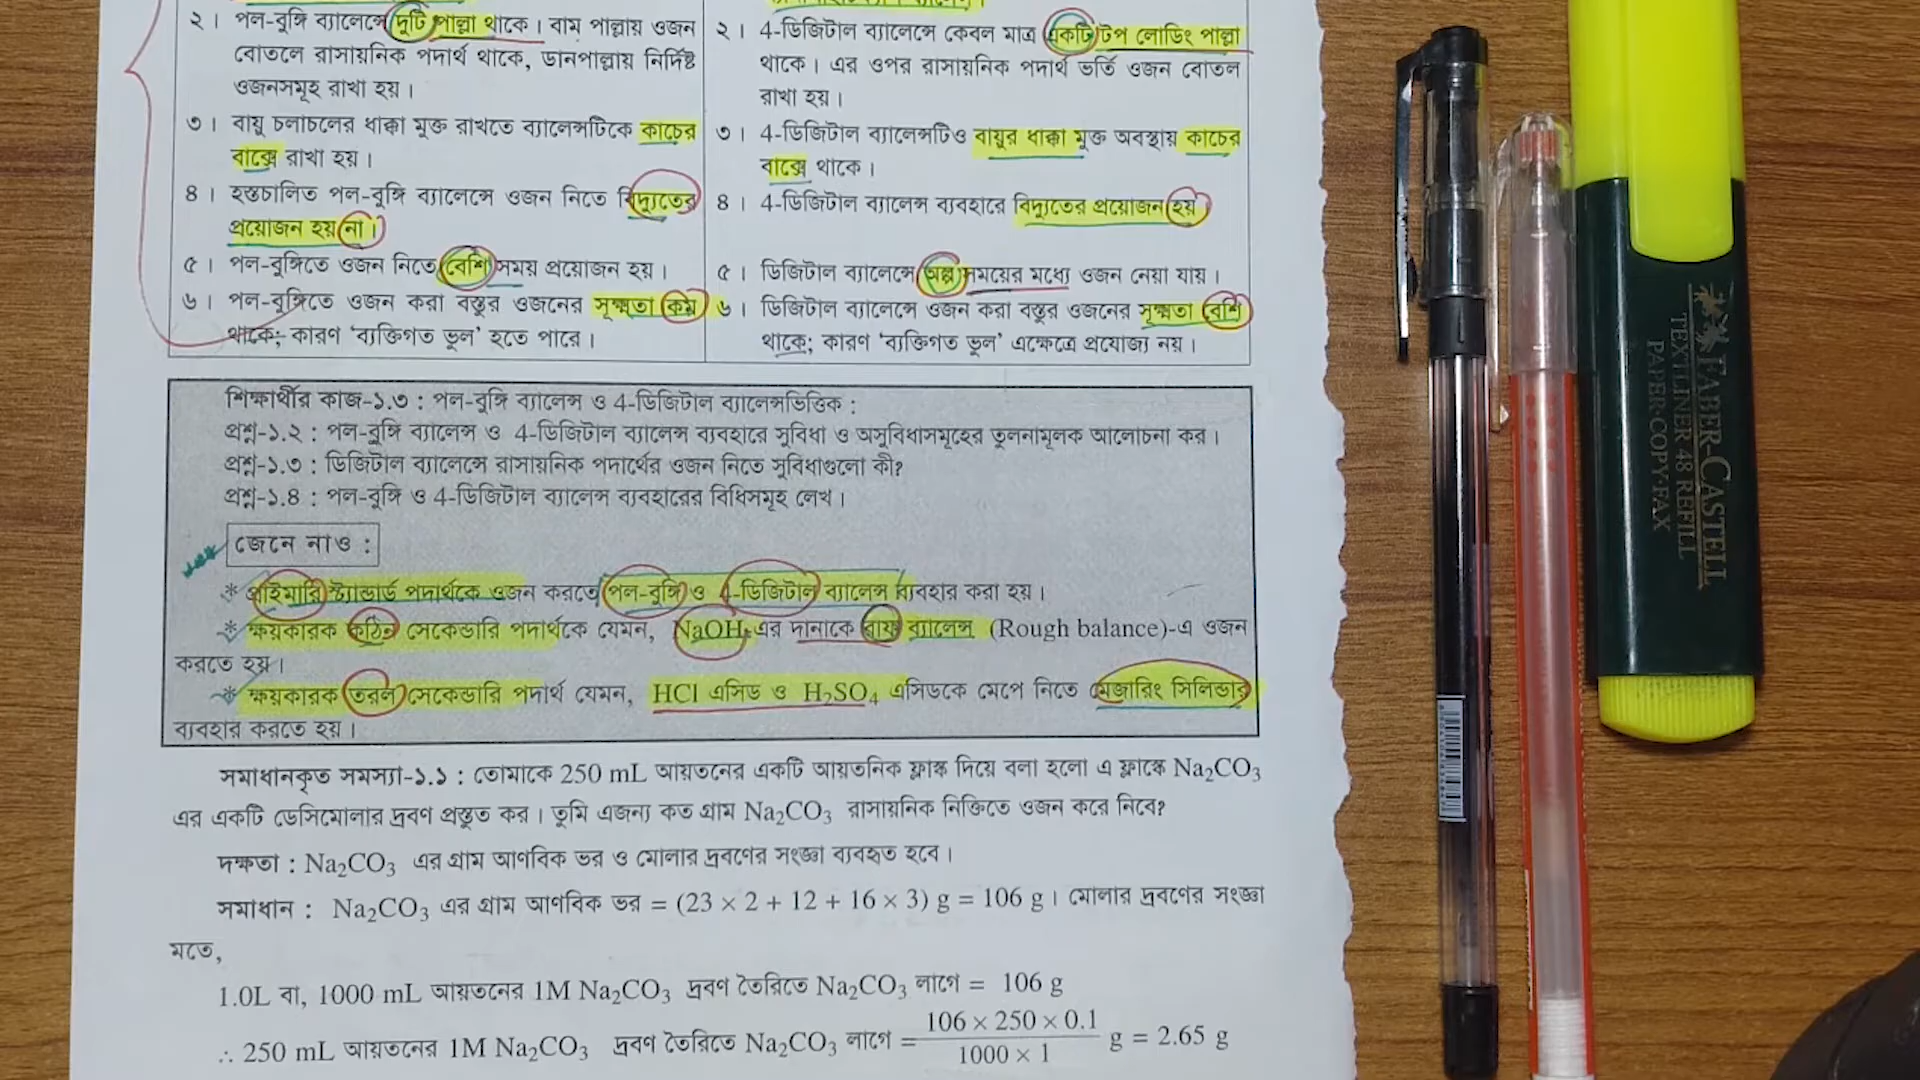 ২। পল-বুঙ্গি ব্যালেন্সে দুটি পাল্লা থাকে। বাম পাল্লায় ওজন
বোতলে রাসায়নিক পদার্থ থাকে, ডানপাল্লায় নির্দিষ্ট
ওজনসমূহ রাখা হয়।
৩। বায়ু চলাচলের ধাক্কা মুক্ত রাখতে ব্যালেন্সটিকে কাচের
বাক্সে রাখা হয়।
৪। হস্তচালিত পল-বুঙ্গি ব্যালেন্সে ওজন নিতে বিদ্যুতের
প্রয়োজন হয় না।
৫। পল-বুঙ্গিতে ওজন নিতে বেশি সময় প্রয়োজন হয়।
৬। পল-বুঙ্গিতে ওজন করা বস্তুর ওজনের সূক্ষ্মতা কম
থাকে; কারণ ‘ব্যক্তিগত ভুল’ হতে পারে।
২। 4-ডিজিটাল ব্যালেন্সে কেবল মাত্র একটি টপ লোডিং পাল্লা
থাকে। এর ওপর রাসায়নিক পদার্থ ভর্তি ওজন বোতল
রাখা হয়।
৩। 4-ডিজিটাল ব্যালেন্সটিও বায়ুর ধাক্কা মুক্ত অবস্থায় কাচের
বাক্সে থাকে।
৪। 4-ডিজিটাল ব্যালেন্স ব্যবহারে বিদ্যুতের প্রয়োজন হয়
৫। ডিজিটাল ব্যালেন্সে অল্প সময়ের মধ্যে ওজন নেয়া যায়।
৬। ডিজিটাল ব্যালেন্সে ওজন করা বস্তুর ওজনের সূক্ষ্মতা বেশি
থাকে; কারণ ‘ব্যক্তিগত ভুল’ এক্ষেত্রে প্রযোজ্য নয়।
শিক্ষার্থীর কাজ-১.৩ : পল-বুঙ্গি ব্যালেন্স ও 4-ডিজিটাল ব্যালেন্সভিত্তিক :
প্রশ্ন-১.২ : পল-বুঙ্গি ব্যালেন্স ও 4-ডিজিটাল ব্যালেন্স ব্যবহারে সুবিধা ও অসুবিধাসমূহের তুলনামূলক আলোচনা কর।
প্রশ্ন-১.৩ : ডিজিটাল ব্যালেন্সে রাসায়নিক পদার্থের ওজন নিতে সুবিধাগুলো কী?
প্রশ্ন-১.৪ : পল-বুঙ্গি ও 4-ডিজিটাল ব্যালেন্স ব্যবহারের বিধিসমূহ লেখ।
জেনে নাও :
* প্রাইমারি স্ট্যান্ডার্ড পদার্থকে ওজন করতে পল-বুঙ্গি ও 4-ডিজিটাল ব্যালেন্স ব্যবহার করা হয়।
* ক্ষয়কারক কঠিন সেকেন্ডারি পদার্থকে যেমন, NaOH এর দানাকে রাফ ব্যালেন্স (Rough balance)-এ ওজন
করতে হয়।
* ক্ষয়কারক তরল সেকেন্ডারি পদার্থ যেমন, HCl এসিড ও H₂SO₄ এসিডকে মেপে নিতে মেজারিং সিলিন্ডার
ব্যবহার করতে হয়।
সমাধানকৃত সমস্যা-১.১ : তোমাকে 250 mL আয়তনের একটি আয়তনিক ফ্লাস্ক দিয়ে বলা হলো এ ফ্লাস্কে Na₂CO₃
এর একটি ডেসিমোলার দ্রবণ প্রস্তুত কর। তুমি এজন্য কত গ্রাম Na₂CO₃ রাসায়নিক নিক্তিতে ওজন করে নিবে?
দক্ষতা : Na₂CO₃ এর গ্রাম আণবিক ভর ও মোলার দ্রবণের সংজ্ঞা ব্যবহৃত হবে।
সমাধান : Na₂CO₃ এর গ্রাম আণবিক ভর = (23 × 2 + 12 + 16 × 3) g = 106 g। মোলার দ্রবণের সংজ্ঞা
মতে,
1.0L বা, 1000 mL আয়তনের 1M Na₂CO₃ দ্রবণ তৈরিতে Na₂CO₃ লাগে = 106 g
∴ 250 mL আয়তনের 1M Na₂CO₃ দ্রবণ তৈরিতে Na₂CO₃ লাগে = (106 × 250 × 0.1)/(1000 × 1) g = 2.65 g
FABER-CASTELL
TEXTLINER 48 REFILL
PAPER·COPY·FAX